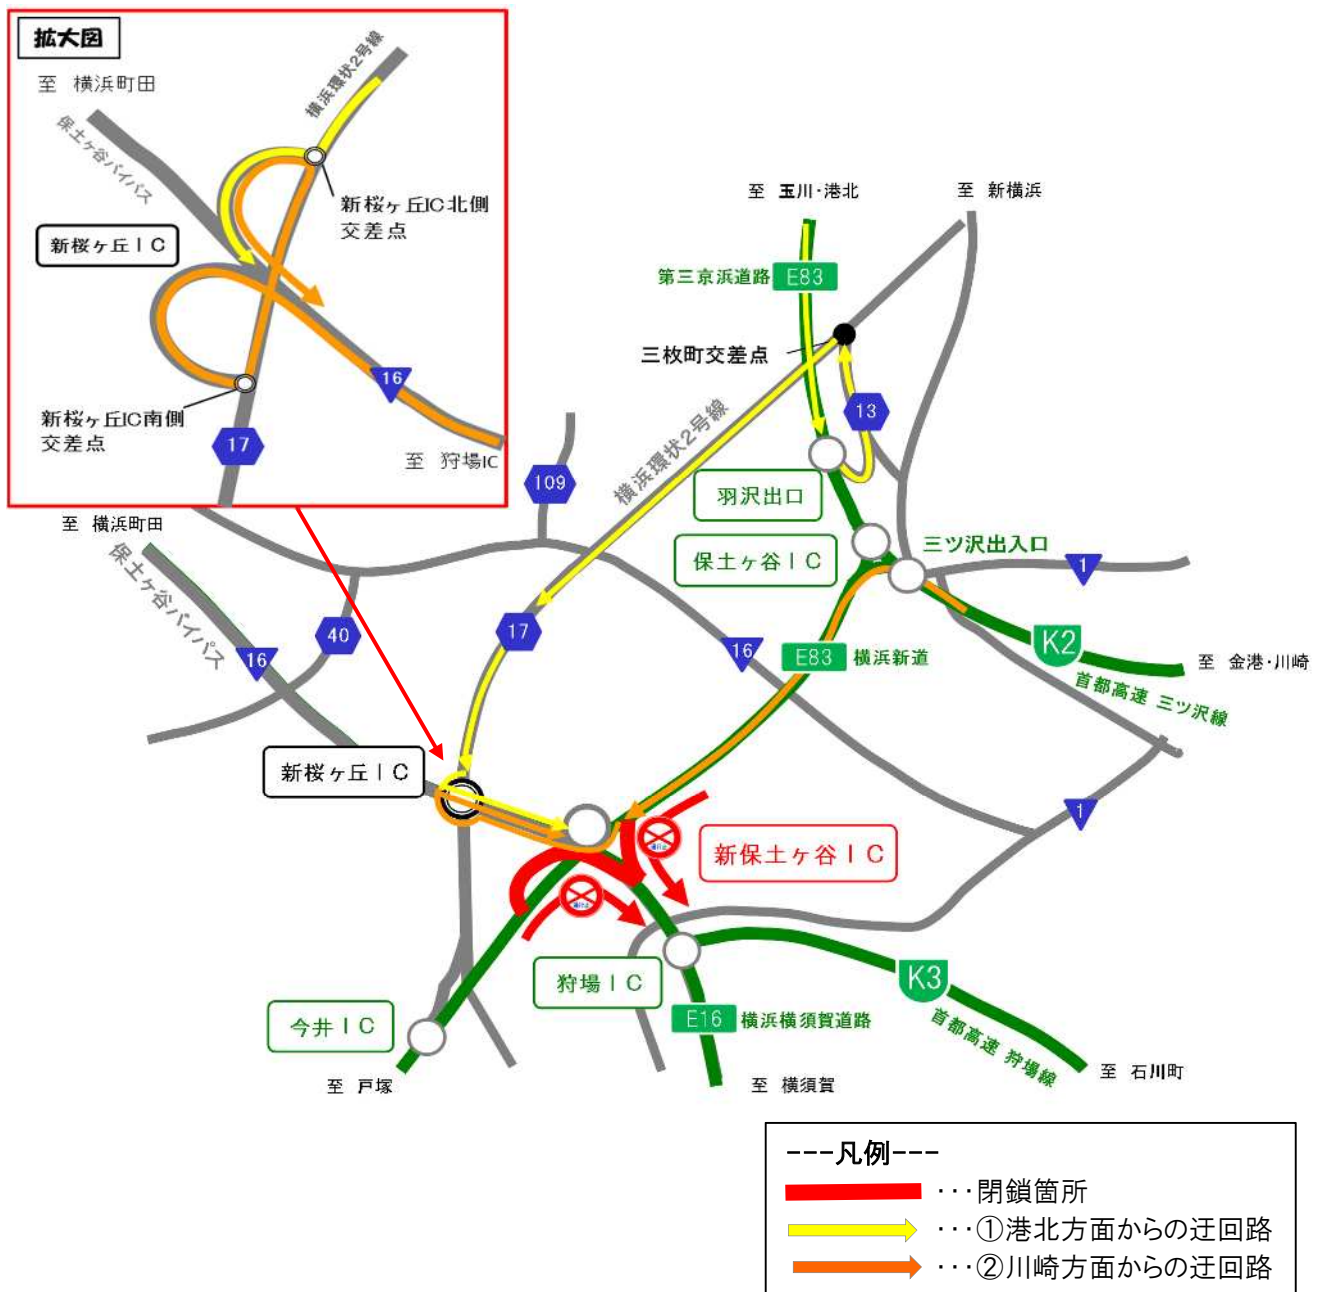 拡大図
至 横浜町田
横浜環状2号線
保土ヶ谷バイパス
新桜ヶ丘IC北側
交差点
新桜ヶ丘IC
16
新桜ヶ丘IC南側
交差点
17
至 狩場IC
至 玉川・港北
至 新横浜
第三京浜道路 E83
三枚町交差点
13
横浜環状2号線
109
羽沢出口
至 横浜町田
保土ヶ谷バイパス
保土ヶ谷IC
三ツ沢出入口
1
40
17
16
16
E83 横浜新道
K2
至 金港・川崎
首都高速 三ツ沢線
新桜ヶ丘IC
1
新保土ヶ谷IC
狩場IC
K3
今井IC
E16 横浜横須賀道路
首都高速 狩場線
至 戸塚
至 横須賀
至 石川町
---凡例---
・・・閉鎖箇所
・・・①港北方面からの迂回路
・・・②川崎方面からの迂回路